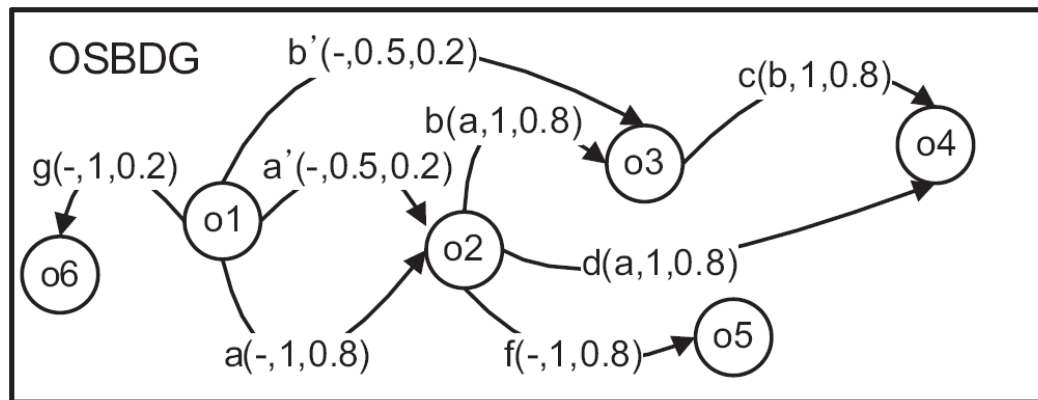 OSBDG
b’(-,0.5,0.2)
c(b,1,0.8)
b(a,1,0.8)
g(-,1,0.2)
a’(-,0.5,0.2)
o3
o4
o1
o2
o6
d(a,1,0.8)
a(-,1,0.8)
f(-,1,0.8)
o5